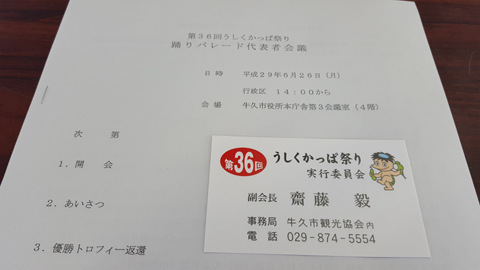 第３６回うしくかっぱ祭り
踊りパレード代表者会議
日　時　平成２９年６月２６日（月）
行政区　１４：００から
会　場　牛久市役所本庁舎第３会議室（４階）
次　第
１．開　会
２．あいさつ
３．優勝トロフィー返還
第36回
うしくかっぱ祭り
実行委員会
副会長　齋藤　毅
事務局　牛久市観光協会内
電　話　029-874-5554